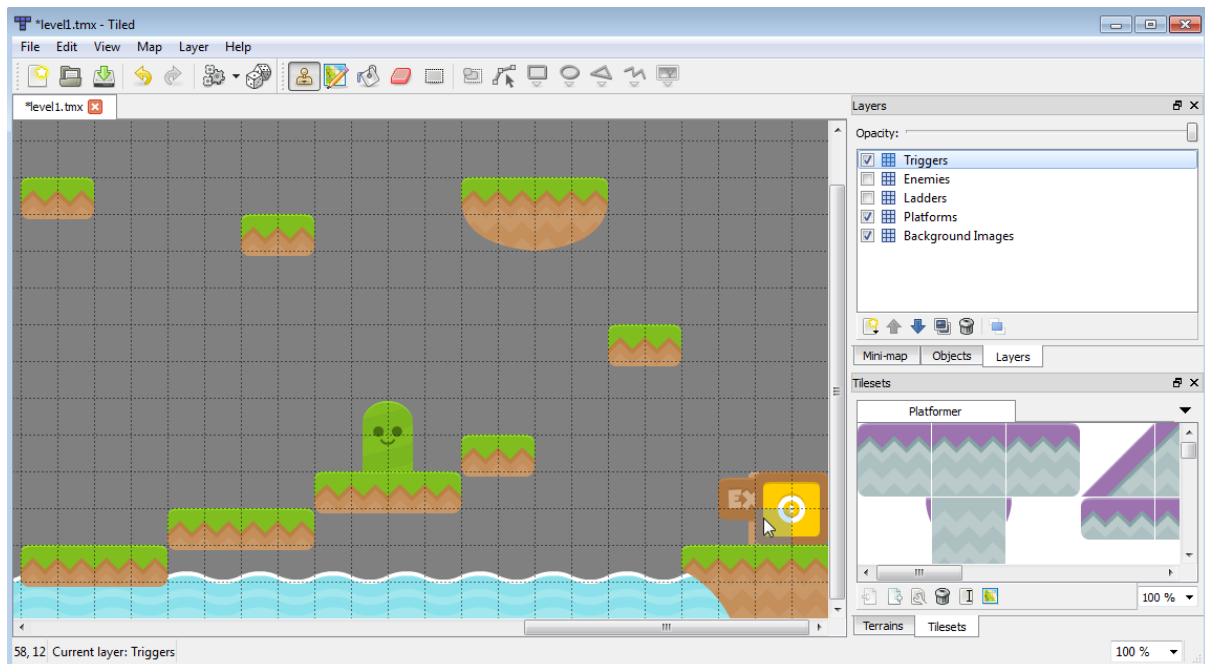 *level1.tmx - Tiled
File Edit View Map Layer Help
*level1.tmx
Layers
Opacity:
Triggers
Enemies
Ladders
Platforms
Background Images
Mini-map Objects Layers
Tilesets
Platformer
EX
100 %
Terrains Tilesets
58, 12 Current layer: Triggers
100 %